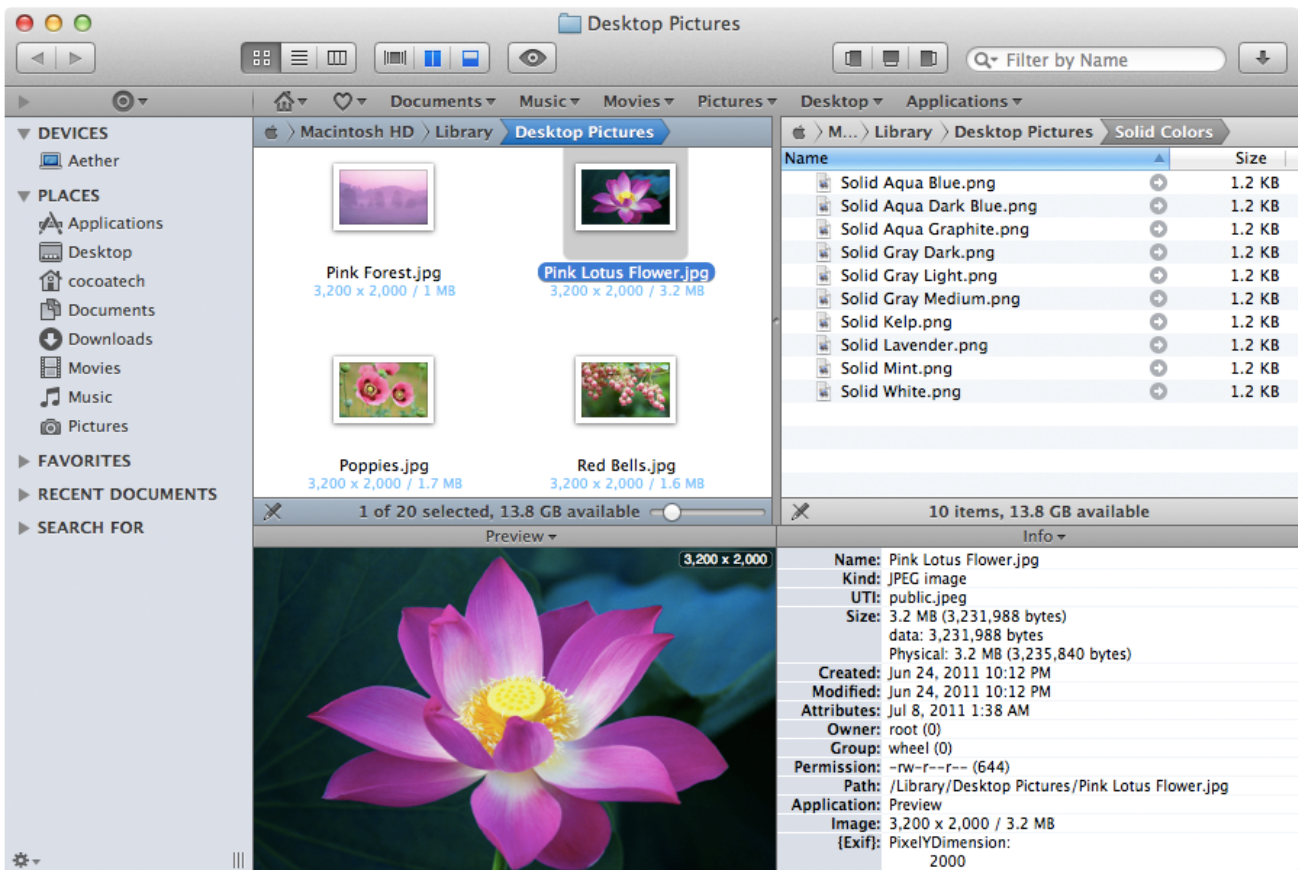 Desktop Pictures
Filter by Name
Documents Music Movies Pictures Desktop Applications
DEVICES
Aether
PLACES
Applications
Desktop
cocoatech
Documents
Downloads
Movies
Music
Pictures
FAVORITES
RECENT DOCUMENTS
SEARCH FOR
Macintosh HD Library Desktop Pictures
Pink Forest.jpg
3,200 x 2,000 / 1 MB
Pink Lotus Flower.jpg
3,200 x 2,000 / 3.2 MB
Poppies.jpg
3,200 x 2,000 / 1.7 MB
Red Bells.jpg
3,200 x 2,000 / 1.6 MB
1 of 20 selected, 13.8 GB available
M... Library Desktop Pictures Solid Colors
Name Size
Solid Aqua Blue.png 1.2 KB
Solid Aqua Dark Blue.png 1.2 KB
Solid Aqua Graphite.png 1.2 KB
Solid Gray Dark.png 1.2 KB
Solid Gray Light.png 1.2 KB
Solid Gray Medium.png 1.2 KB
Solid Kelp.png 1.2 KB
Solid Lavender.png 1.2 KB
Solid Mint.png 1.2 KB
Solid White.png 1.2 KB
10 items, 13.8 GB available
Preview
3,200 x 2,000
Info
Name: Pink Lotus Flower.jpg
Kind: JPEG image
UTI: public.jpeg
Size: 3.2 MB (3,231,988 bytes)
data: 3,231,988 bytes
Physical: 3.2 MB (3,235,840 bytes)
Created: Jun 24, 2011 10:12 PM
Modified: Jun 24, 2011 10:12 PM
Attributes: Jul 8, 2011 1:38 AM
Owner: root (0)
Group: wheel (0)
Permission: -rw-r--r-- (644)
Path: /Library/Desktop Pictures/Pink Lotus Flower.jpg
Application: Preview
Image: 3,200 x 2,000 / 3.2 MB
{Exif}: PixelYDimension:
2000